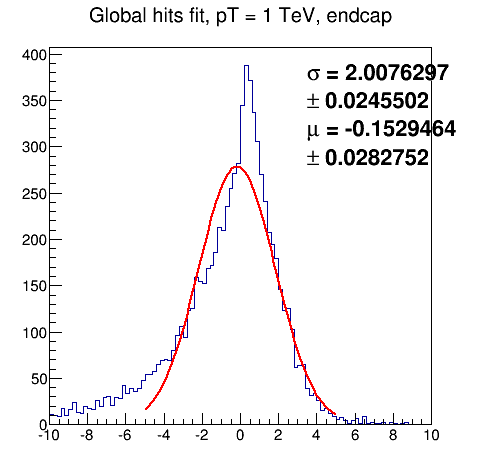 Global hits fit, pT = 1 TeV, endcap
σ = 2.0076297
± 0.0245502
μ = -0.1529464
± 0.0282752
400
350
300
250
200
150
100
50
0
-10 -8 -6 -4 -2 0 2 4 6 8 10